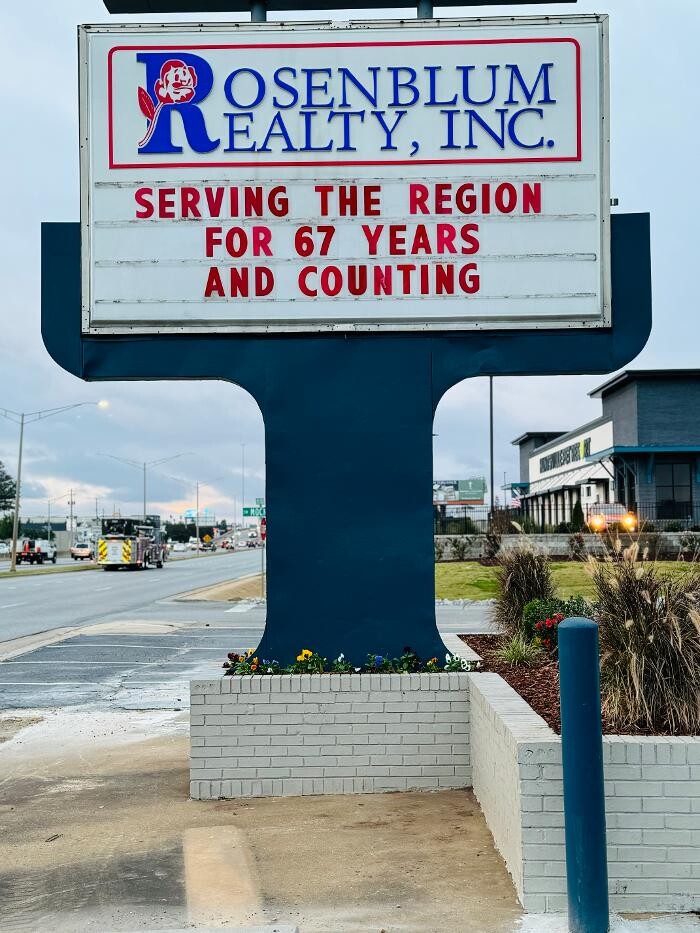 ROSENBLUM
REALTY, INC.
SERVING THE REGION
FOR 67 YEARS
AND COUNTING